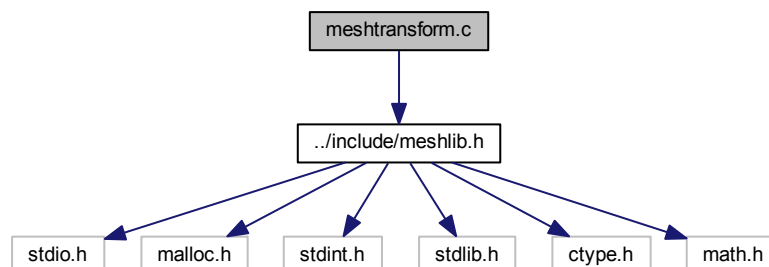 meshtransform.c
../include/meshlib.h
stdio.h malloc.h stdint.h stdlib.h ctype.h math.h